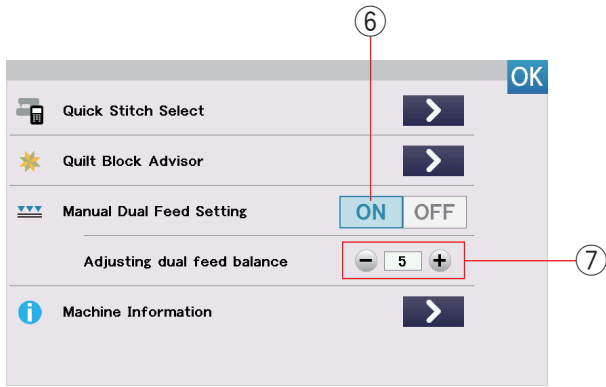 ⑥
OK
Quick Stitch Select
Quilt Block Advisor
Manual Dual Feed Setting ON OFF
Adjusting dual feed balance − 5 + ⑦
Machine Information